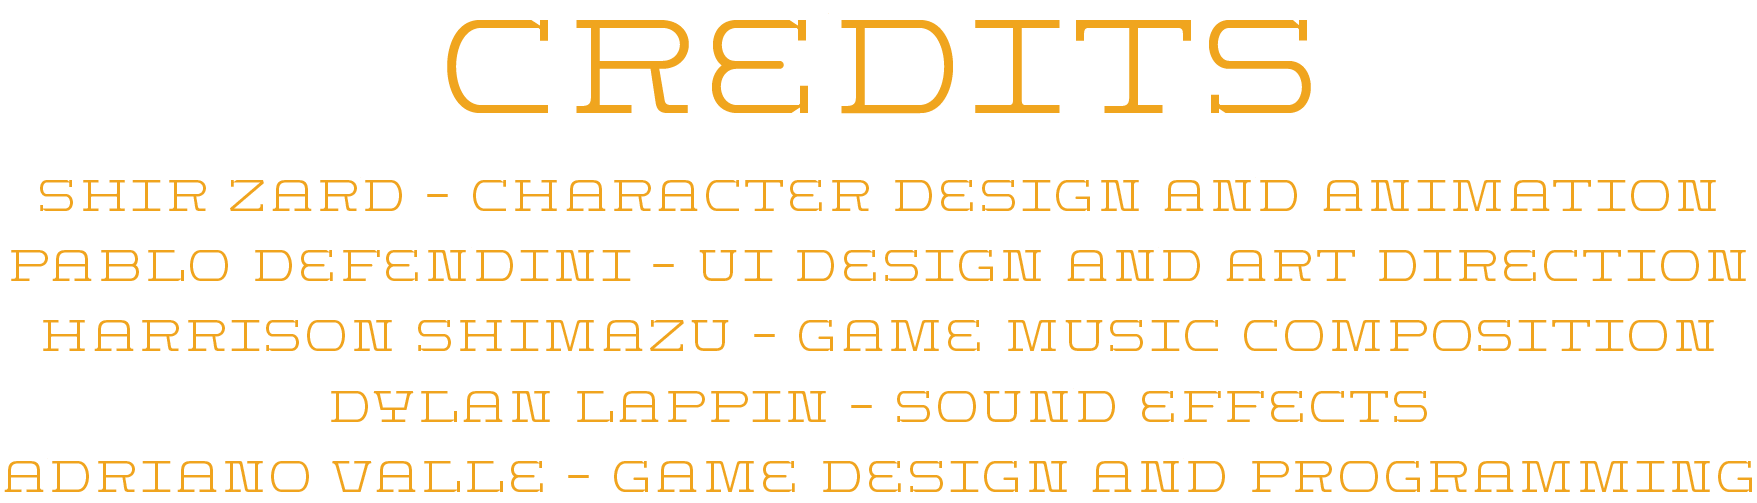 CREDITS
SHIR ZARD - CHARACTER DESIGN AND ANIMATION
PABLO DEFENDINI - UI DESIGN AND ART DIRECTION
HARRISON SHIMAZU - GAME MUSIC COMPOSITION
DYLAN LAPPIN - SOUND EFFECTS
ADRIANO VALLE - GAME DESIGN AND PROGRAMMING